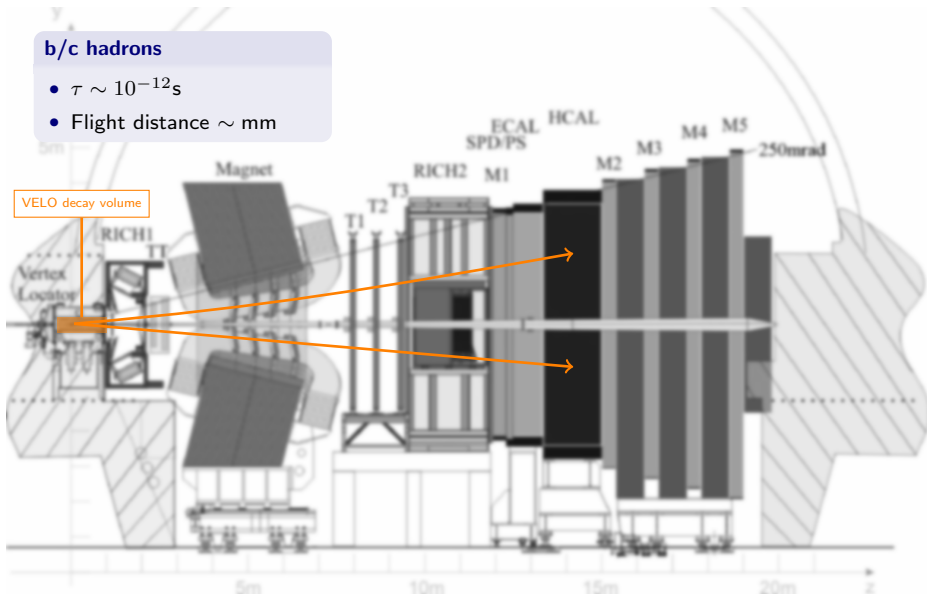 y
b/c hadrons
• τ ∼ 10⁻¹²s
• Flight distance ∼ mm
5m
VELO decay volume
Vertex
Locator
RICH1
TT
Magnet
T1
T2
T3
RICH2
SPD/PS
ECAL
HCAL
M1
M2
M3
M4
M5
250mrad
5m
10m
15m
20m
z